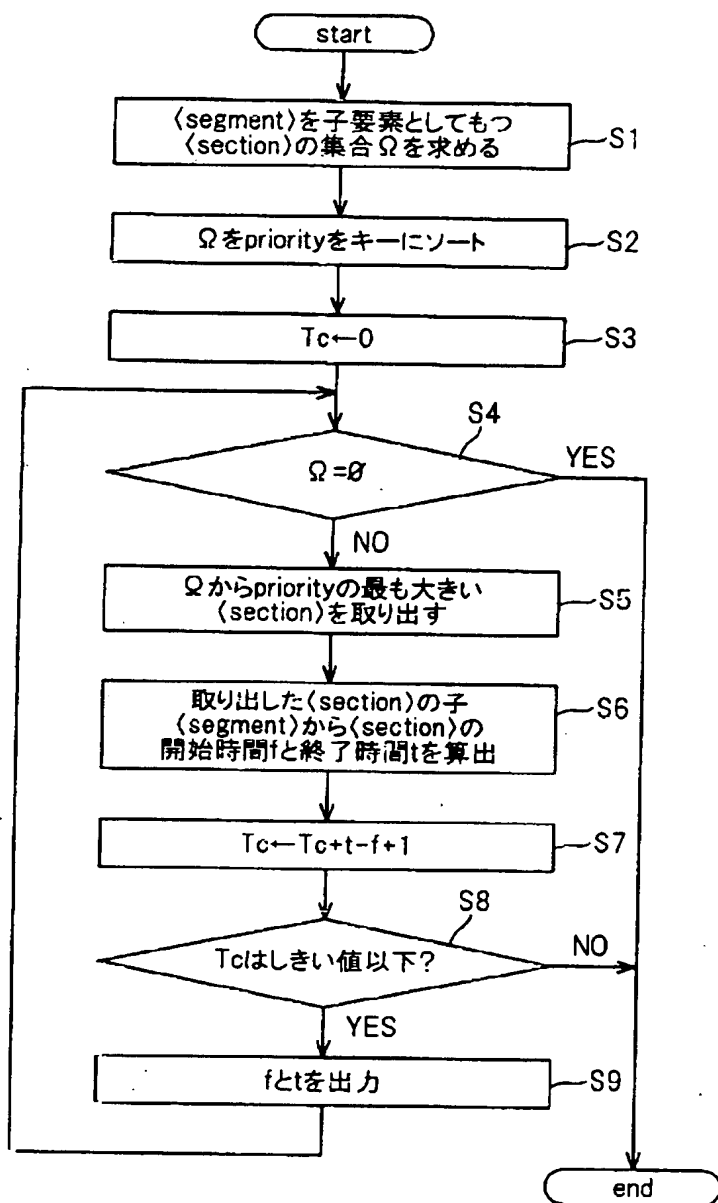 start
〈segment〉を子要素としてもつ
〈section〉の集合Ωを求める
S1
Ωをpriorityをキーにソート
S2
Tc←0
S3
S4
Ω=Ø
YES
NO
Ωからpriorityの最も大きい
〈section〉を取り出す
S5
取り出した〈section〉の子
〈segment〉から〈section〉の
開始時間fと終了時間tを算出
S6
Tc←Tc+t-f+1
S7
S8
Tcはしきい値以下?
NO
YES
fとtを出力
S9
end